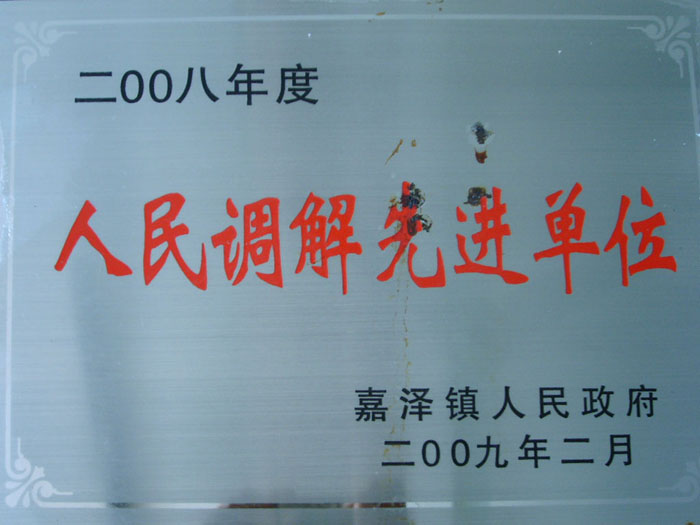 二00八年度
人民调解先进单位
嘉泽镇人民政府
二00九年二月